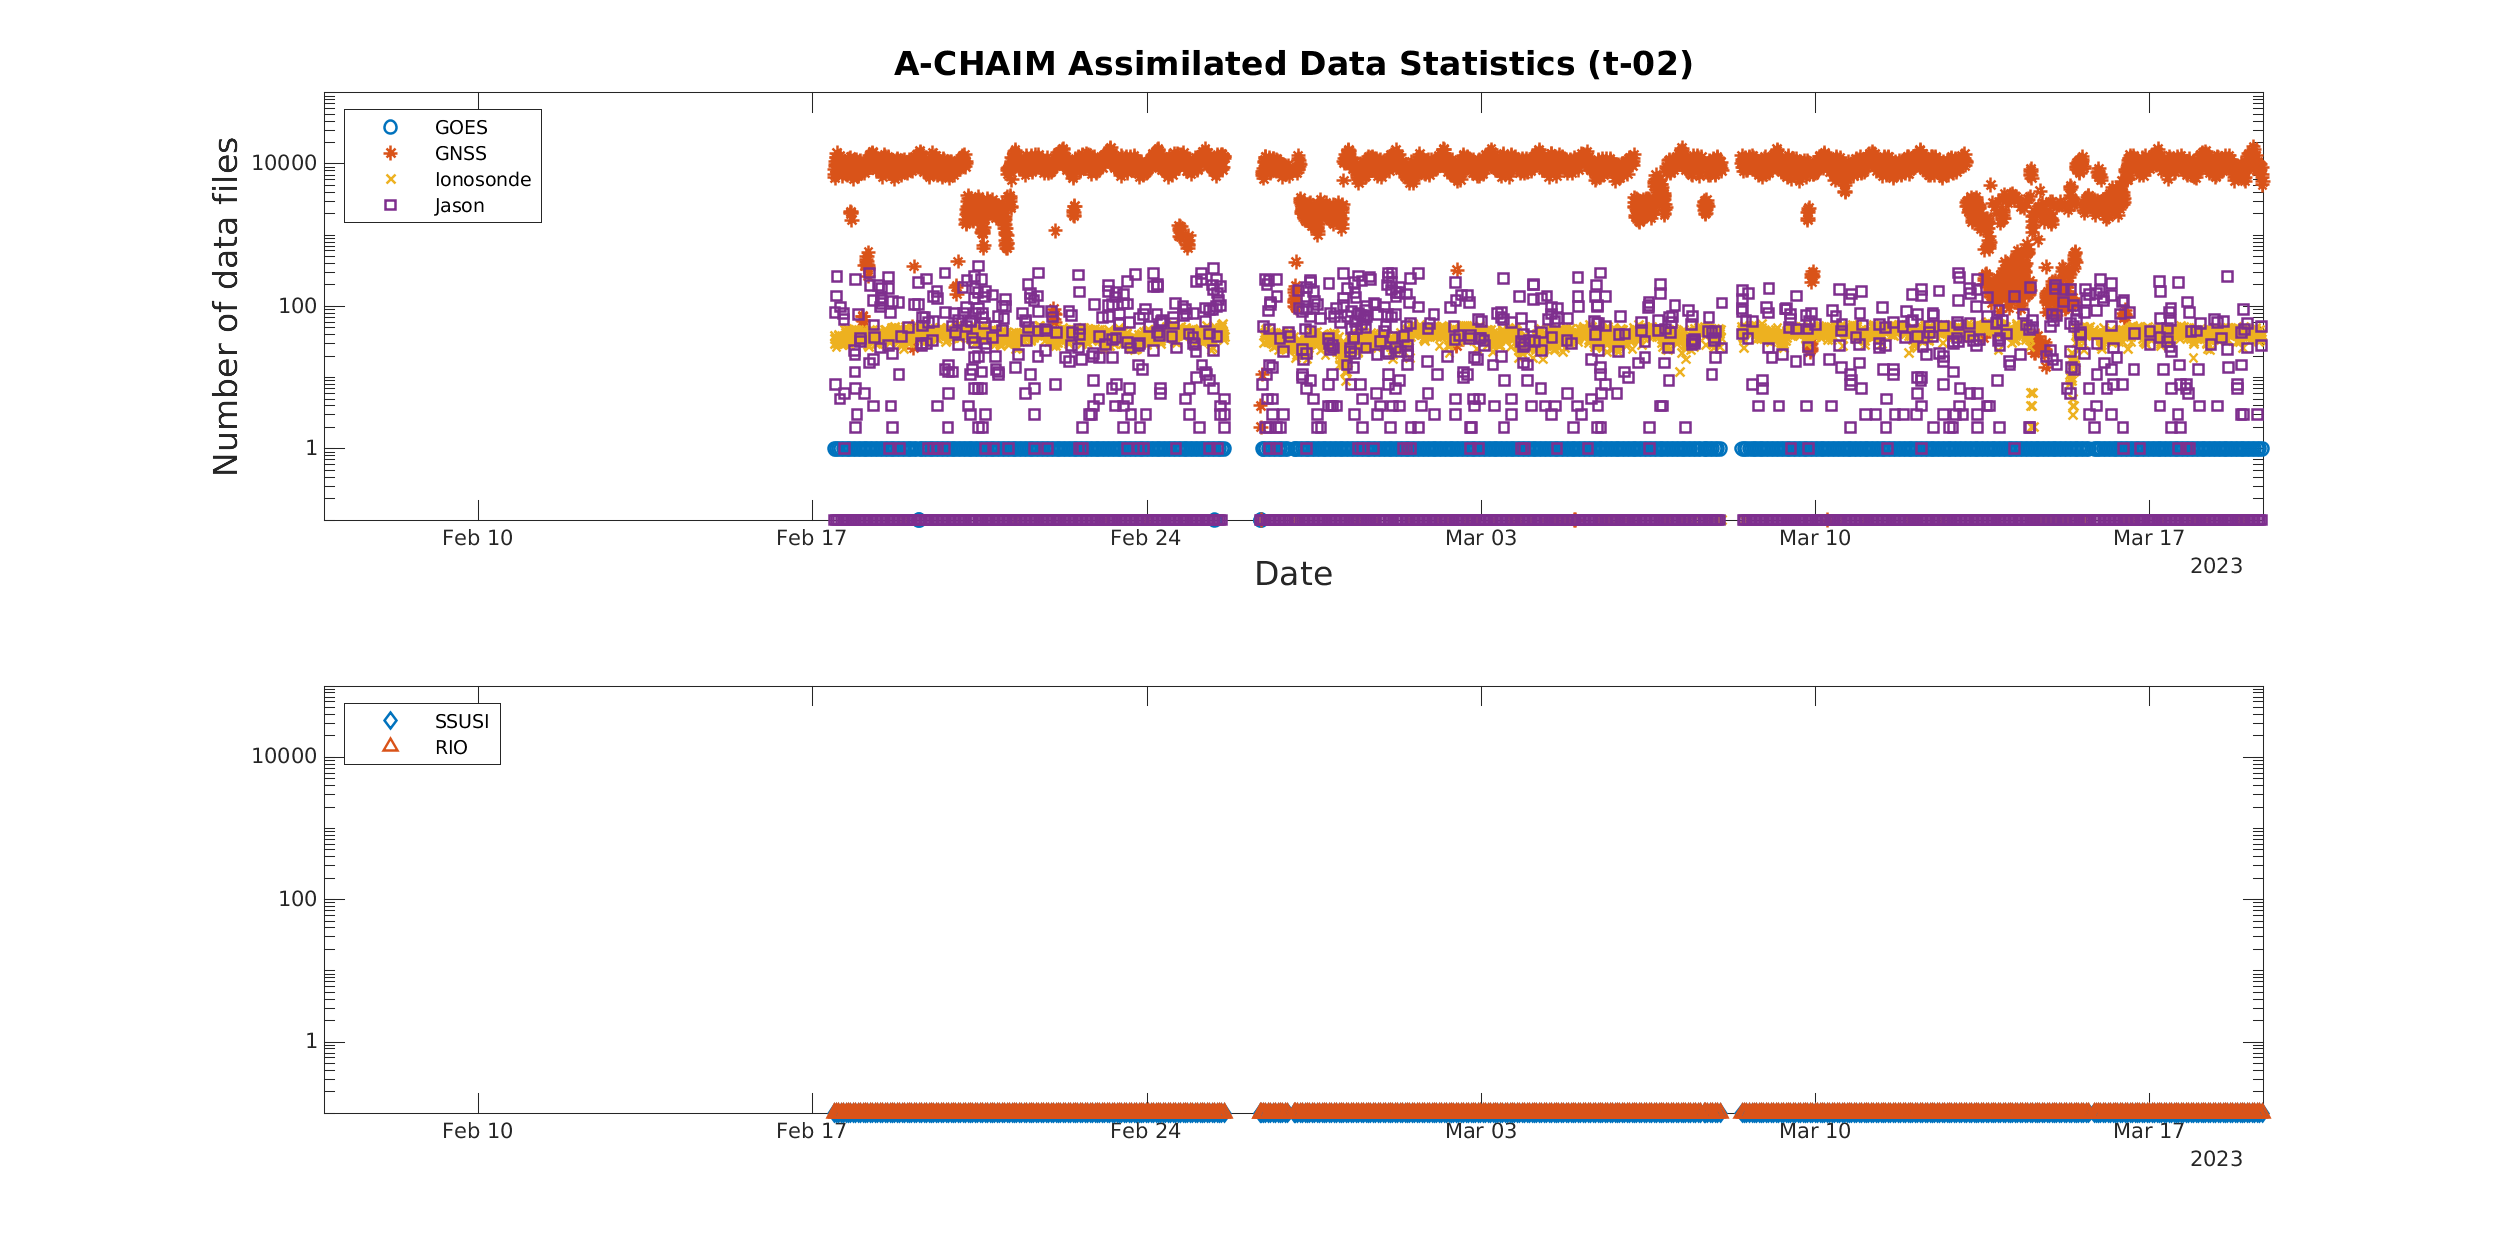 A-CHAIM Assimilated Data Statistics (t-02)
Number of data files
10000
100
1
GOES
GNSS
Ionosonde
Jason
Feb 10 Feb 17 Feb 24 Mar 03 Mar 10 Mar 17
2023
Date
10000
100
1
SSUSI
RIO
Feb 10 Feb 17 Feb 24 Mar 03 Mar 10 Mar 17
2023